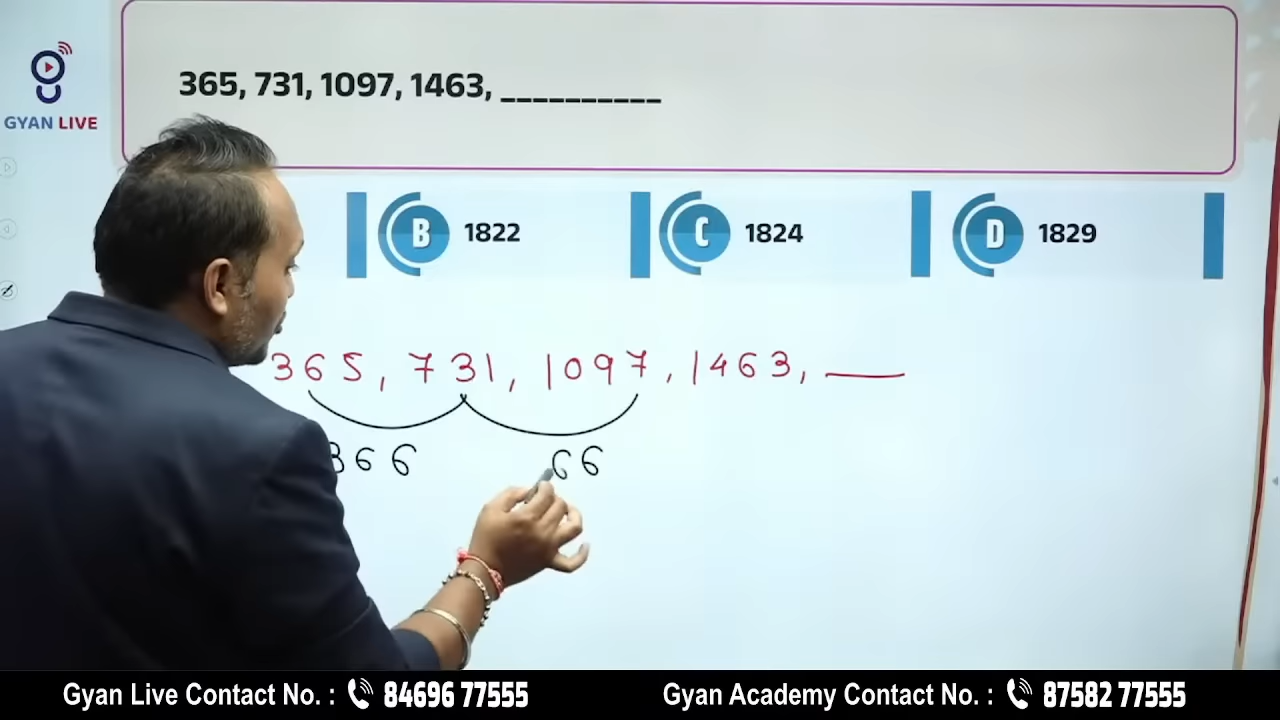 365, 731, 1097, 1463, __________
GYAN LIVE
B 1822
C 1824
D 1829
365, 731, 1097, 1463, ___
366 66
Gyan Live Contact No. : 84696 77555
Gyan Academy Contact No. : 87582 77555